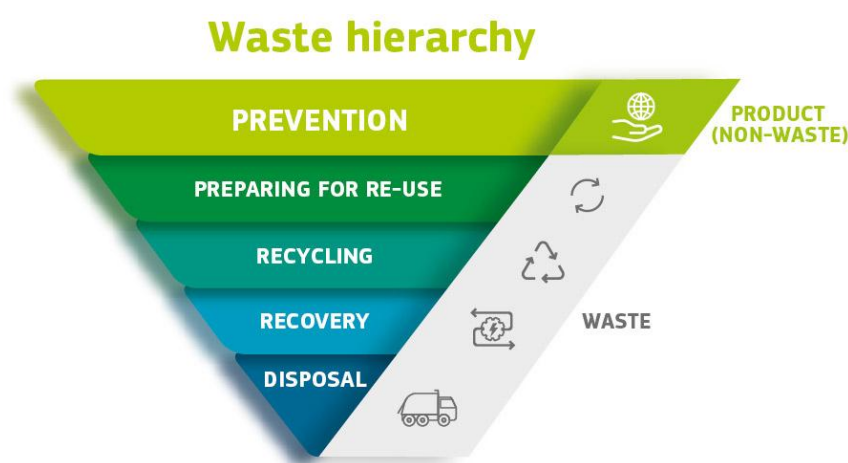 Waste hierarchy
PREVENTION
PRODUCT
(NON-WASTE)
PREPARING FOR RE-USE
RECYCLING
RECOVERY
WASTE
DISPOSAL